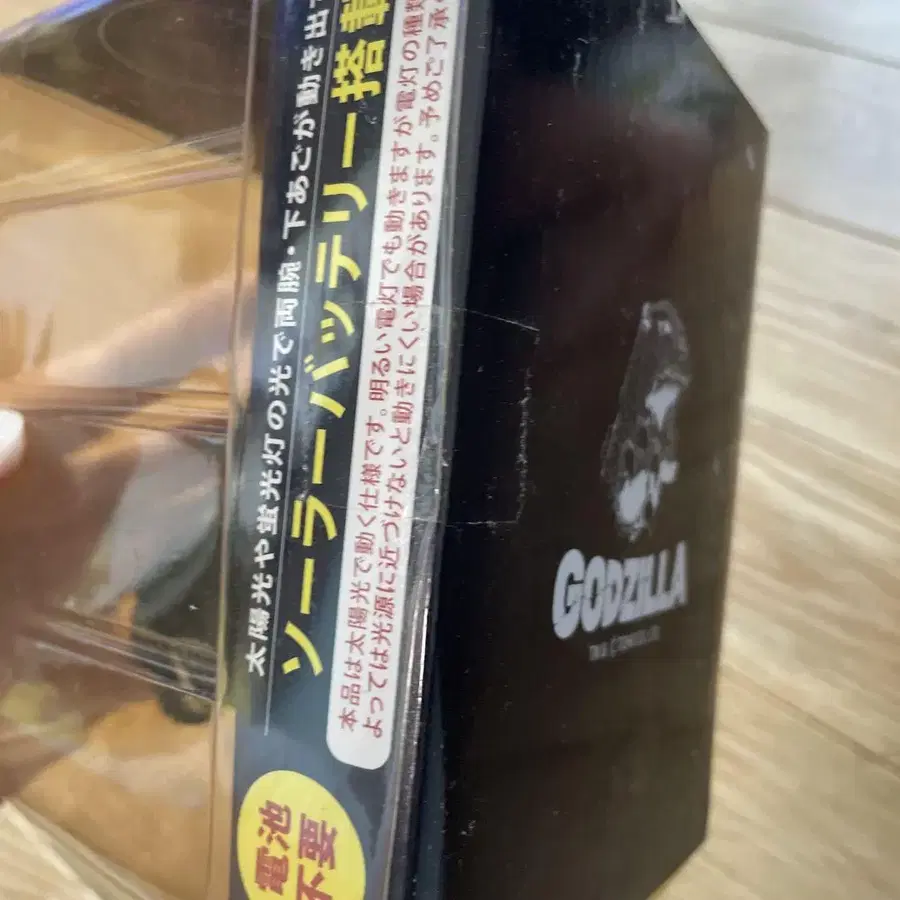 太陽光や蛍光灯の光で両腕・下あごが動き出
ソーラーバッテリー搭載
本品は太陽光で動く仕様です。明るい電灯でも動きますが電灯の種類
よっては光源に近づけないと動きにくい場合があります。予めご了承
電池
不要
GODZILLA